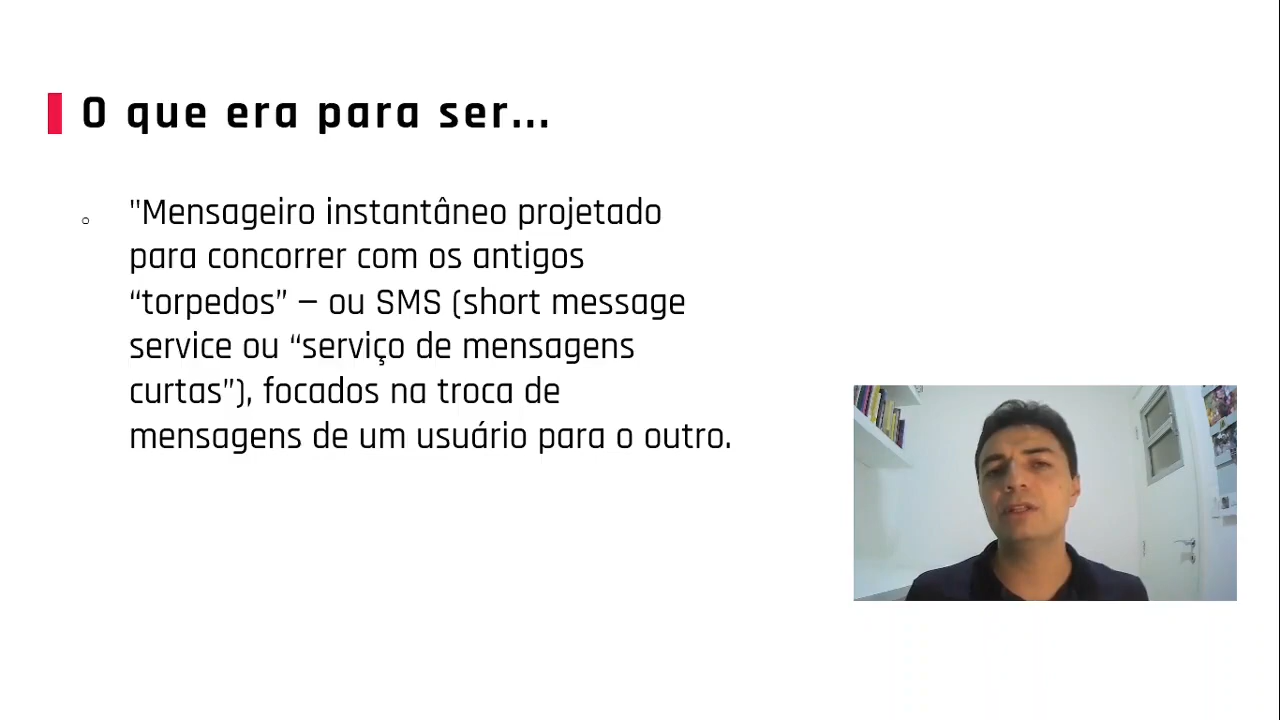 O que era para ser...
"Mensageiro instantâneo projetado
para concorrer com os antigos
“torpedos” – ou SMS (short message
service ou “serviço de mensagens
curtas”), focados na troca de
mensagens de um usuário para o outro.